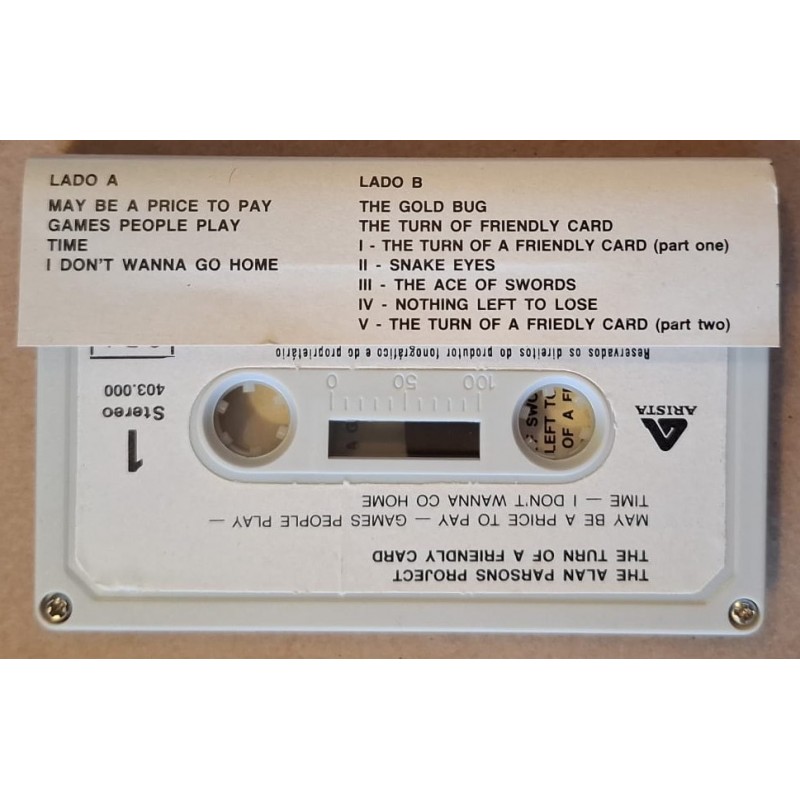 LADO A
MAY BE A PRICE TO PAY
GAMES PEOPLE PLAY
TIME
I DON'T WANNA GO HOME
LADO B
THE GOLD BUG
THE TURN OF FRIENDLY CARD
I - THE TURN OF A FRIENDLY CARD (part one)
II - SNAKE EYES
III - THE ACE OF SWORDS
IV - NOTHING LEFT TO LOSE
V - THE TURN OF A FRIEDLY CARD (part two)
THE ALAN PARSONS PROJECT
THE TURN OF A FRIENDLY CARD
MAY BE A PRICE TO PAY — GAMES PEOPLE PLAY —
TIME — I DON'T WANNA CO HOME
ARISTA
100 50 0
1
Stereo
403.000
Reservados os direitos do produtor fonográfico e do proprietário
LEFT TO
OF A